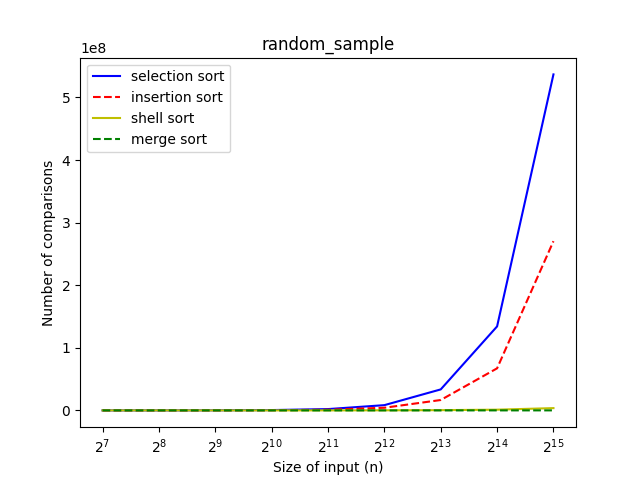 random_sample
1e8
selection sort
insertion sort
shell sort
merge sort
5
4
3
2
1
0
Number of comparisons
2^7 2^8 2^9 2^10 2^11 2^12 2^13 2^14 2^15
Size of input (n)